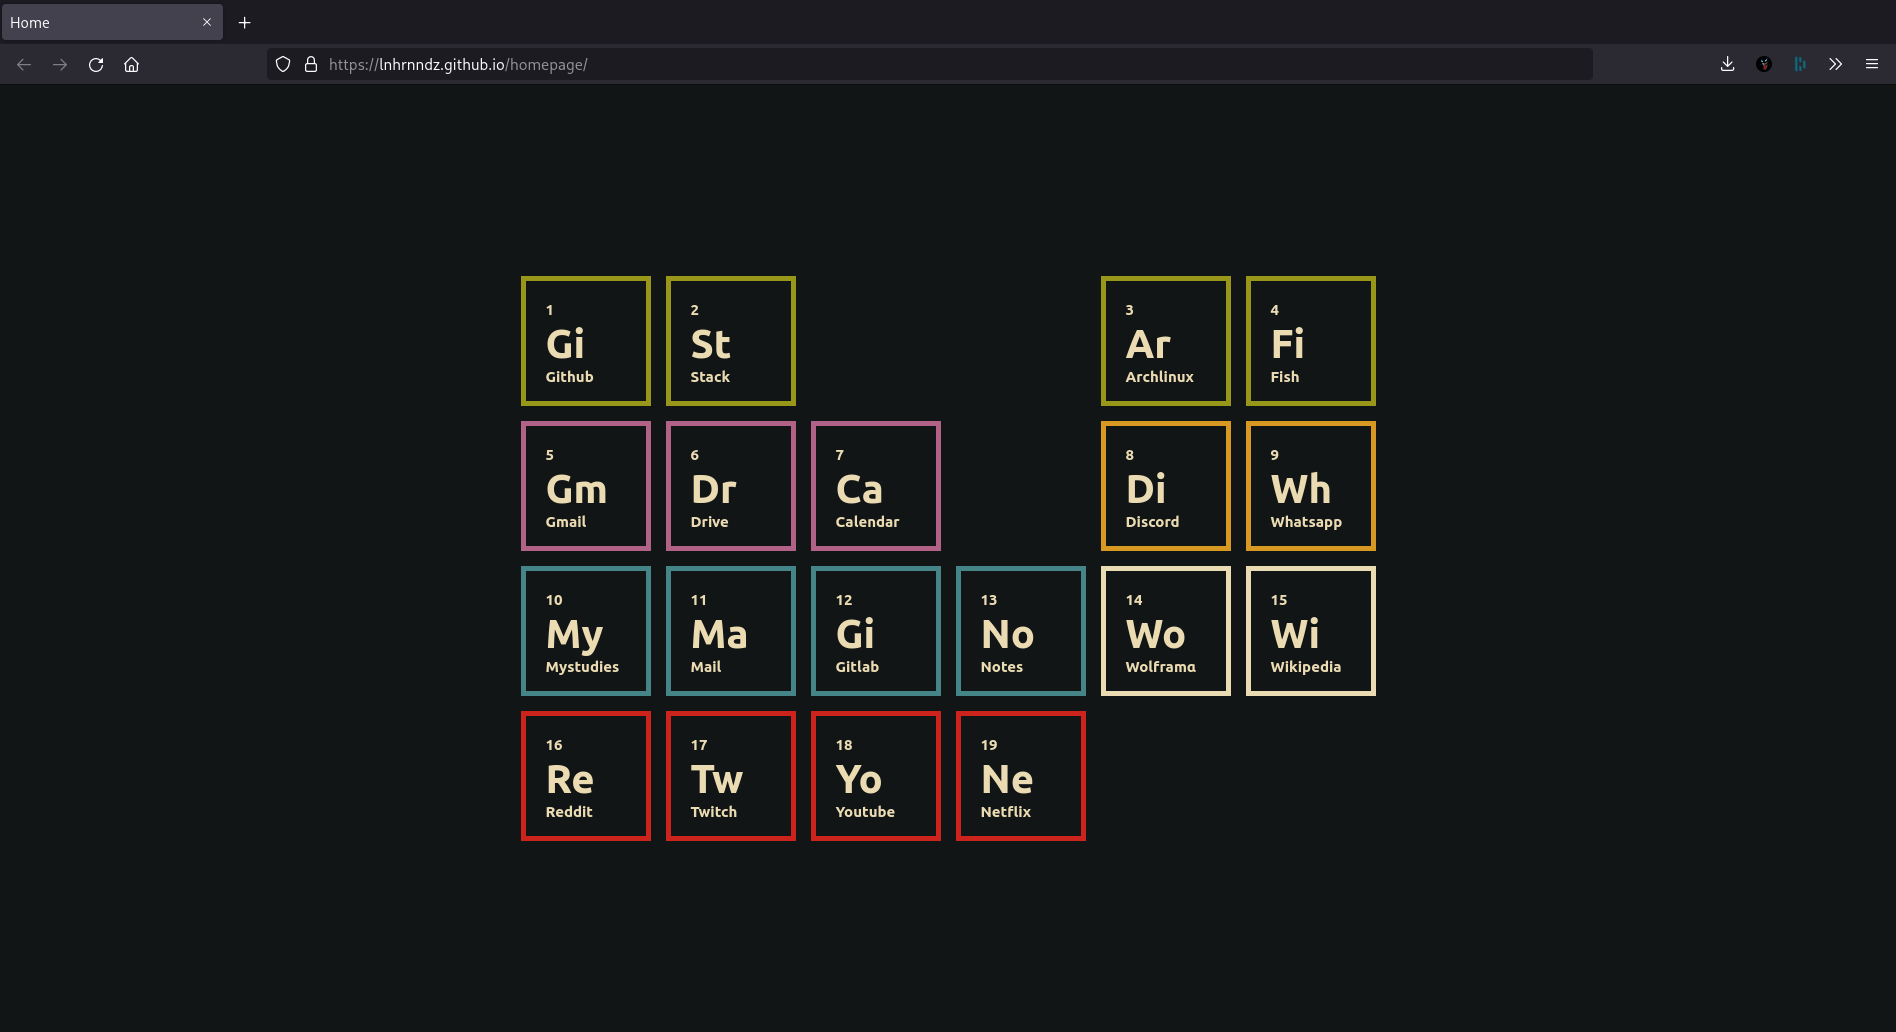 Home
https://lnhrnndz.github.io/homepage/
1
Gi
Github
2
St
Stack
3
Ar
Archlinux
4
Fi
Fish
5
Gm
Gmail
6
Dr
Drive
7
Ca
Calendar
8
Di
Discord
9
Wh
Whatsapp
10
My
Mystudies
11
Ma
Mail
12
Gi
Gitlab
13
No
Notes
14
Wo
Wolframα
15
Wi
Wikipedia
16
Re
Reddit
17
Tw
Twitch
18
Yo
Youtube
19
Ne
Netflix